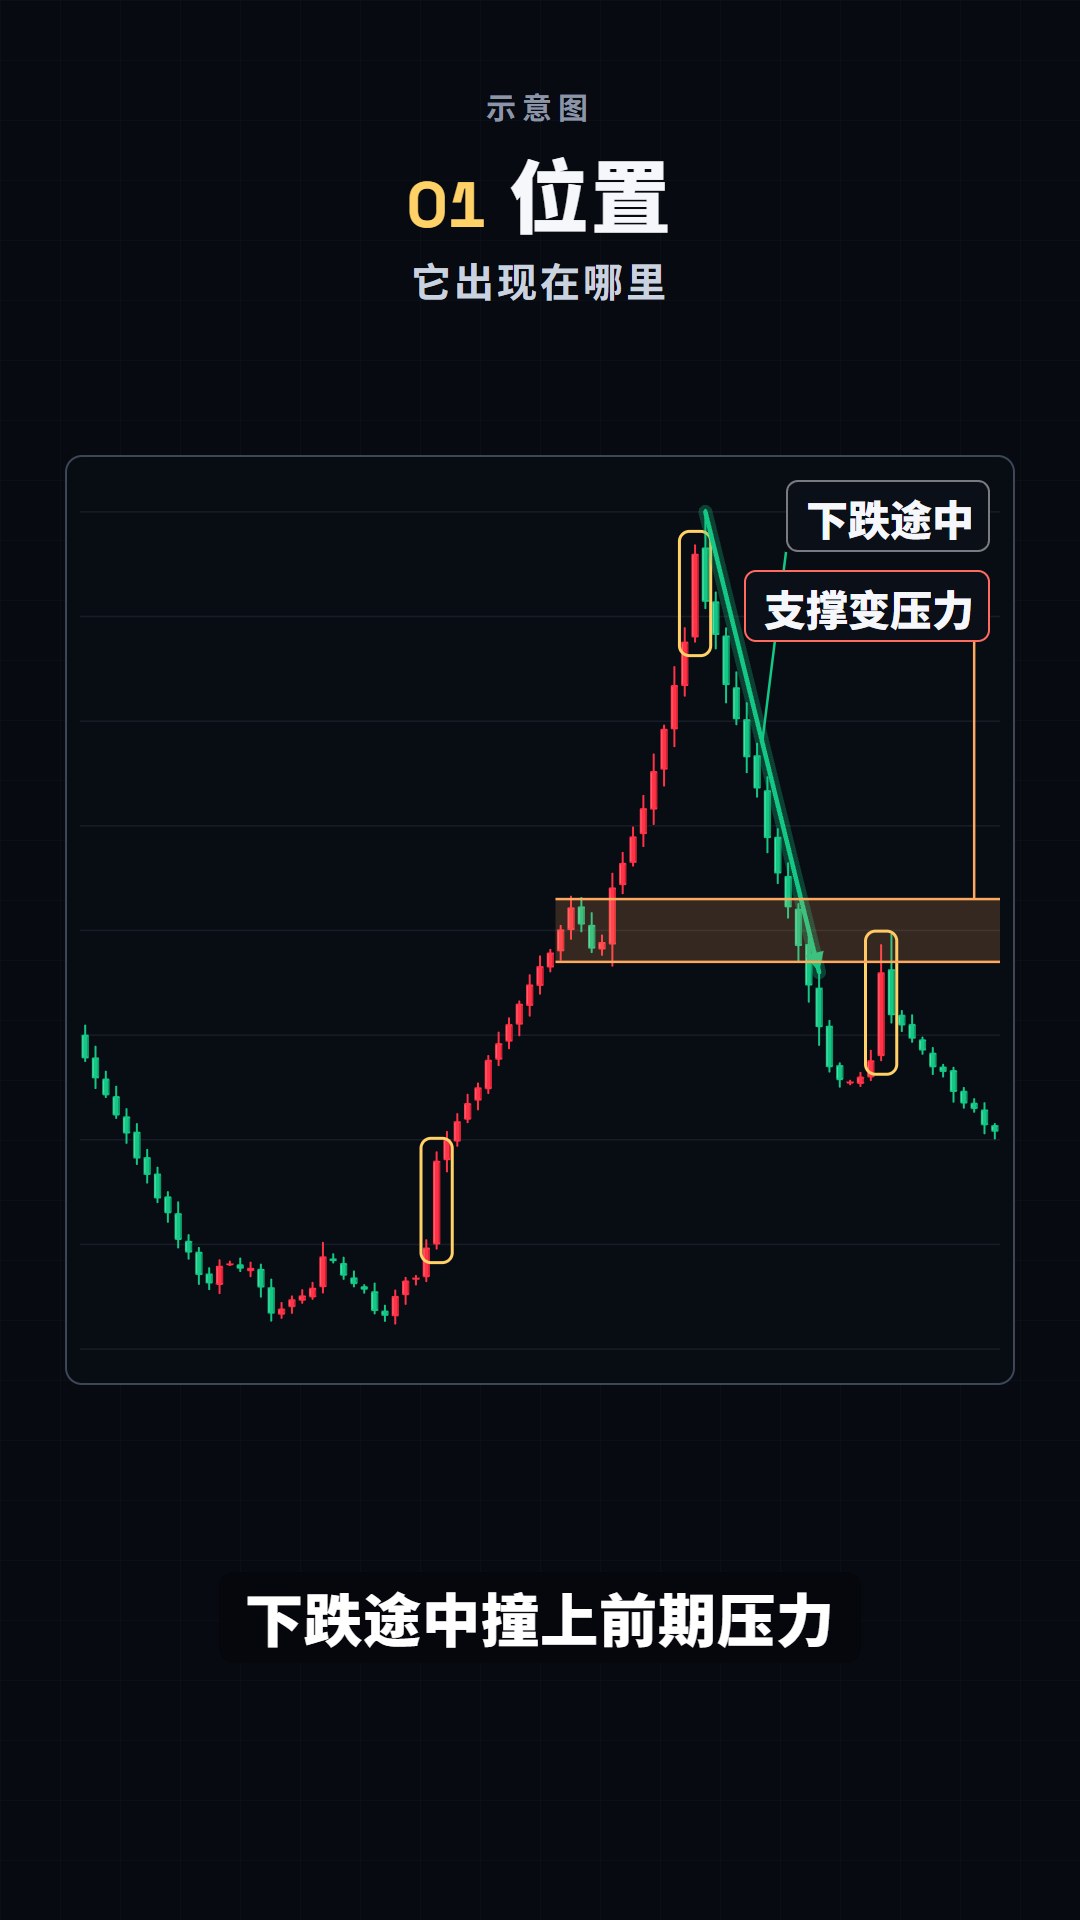 示意图
01 位置
它出现在哪里
下跌途中
支撑变压力
下跌途中撞上前期压力